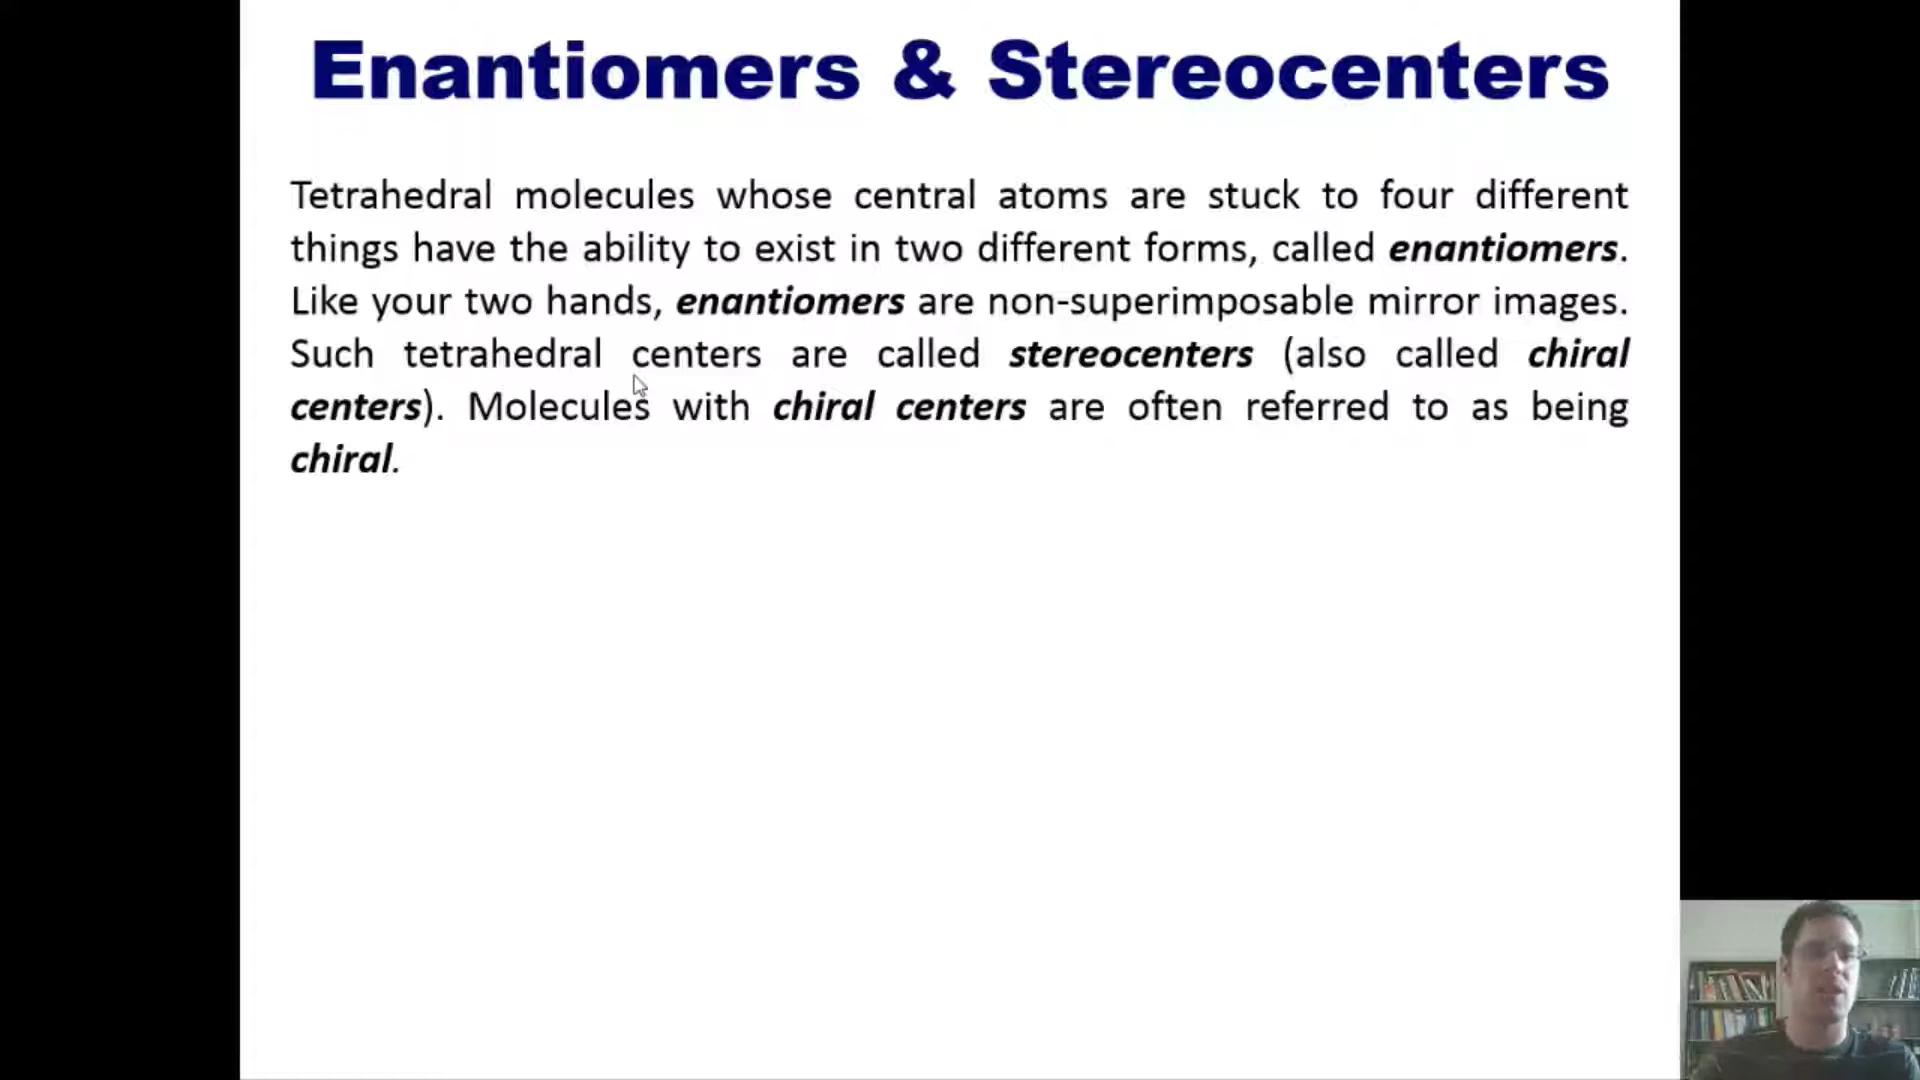 Enantiomers & Stereocenters
Tetrahedral molecules whose central atoms are stuck to four different
things have the ability to exist in two different forms, called enantiomers.
Like your two hands, enantiomers are non-superimposable mirror images.
Such tetrahedral centers are called stereocenters (also called chiral
centers). Molecules with chiral centers are often referred to as being
chiral.